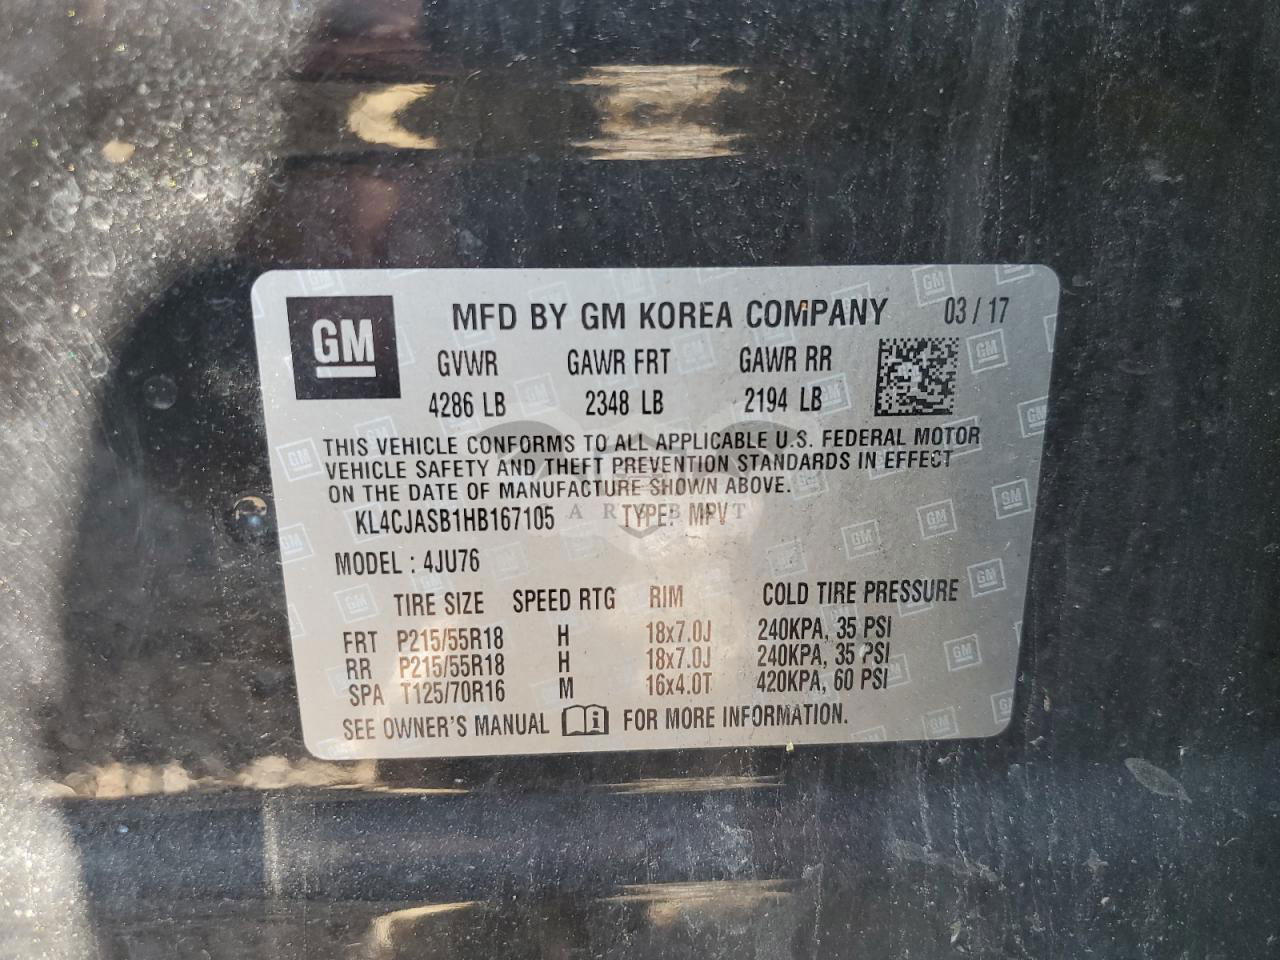 GM
MFD BY GM KOREA COMPANY 03 / 17
GVWR GAWR FRT GAWR RR
4286 LB 2348 LB 2194 LB
THIS VEHICLE CONFORMS TO ALL APPLICABLE U.S. FEDERAL MOTOR
VEHICLE SAFETY AND THEFT PREVENTION STANDARDS IN EFFECT
ON THE DATE OF MANUFACTURE SHOWN ABOVE.
KL4CJASB1HB167105 TYPE: MPV
MODEL : 4JU76
TIRE SIZE SPEED RTG RIM COLD TIRE PRESSURE
FRT P215/55R18 H 18x7.0J 240KPA, 35 PSI
RR P215/55R18 H 18x7.0J 240KPA, 35 PSI
SPA T125/70R16 M 16x4.0T 420KPA, 60 PSI
SEE OWNER'S MANUAL FOR MORE INFORMATION.